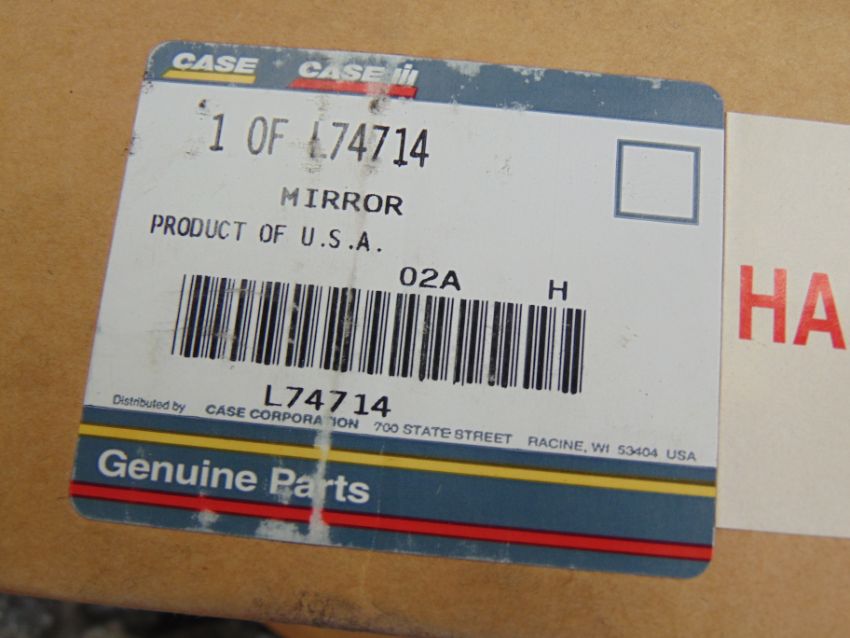 CASE CASE IH
1 OF L74714
MIRROR
PRODUCT OF U.S.A.
02A H
L74714
Distributed by CASE CORPORATION 700 STATE STREET RACINE, WI 53404 USA
Genuine Parts
HA